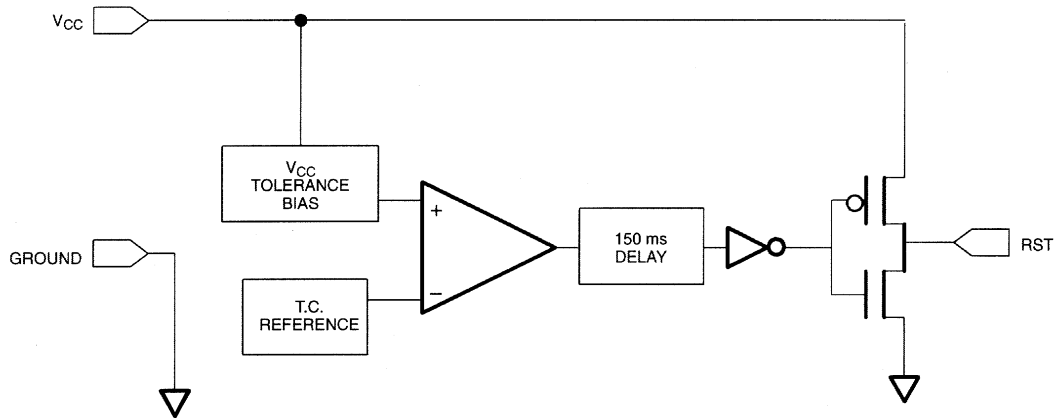 VCC
VCC
TOLERANCE
BIAS
+
150 ms
DELAY
RST
GROUND
−
T.C.
REFERENCE